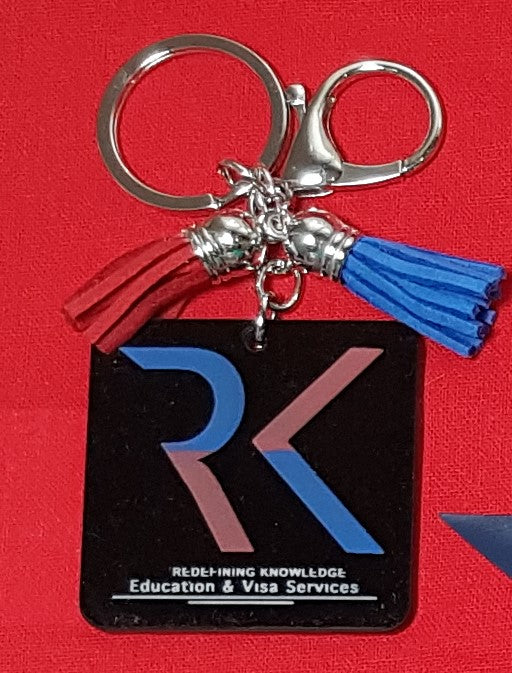 RK
REDEFINING KNOWLEDGE
Education & Visa Services